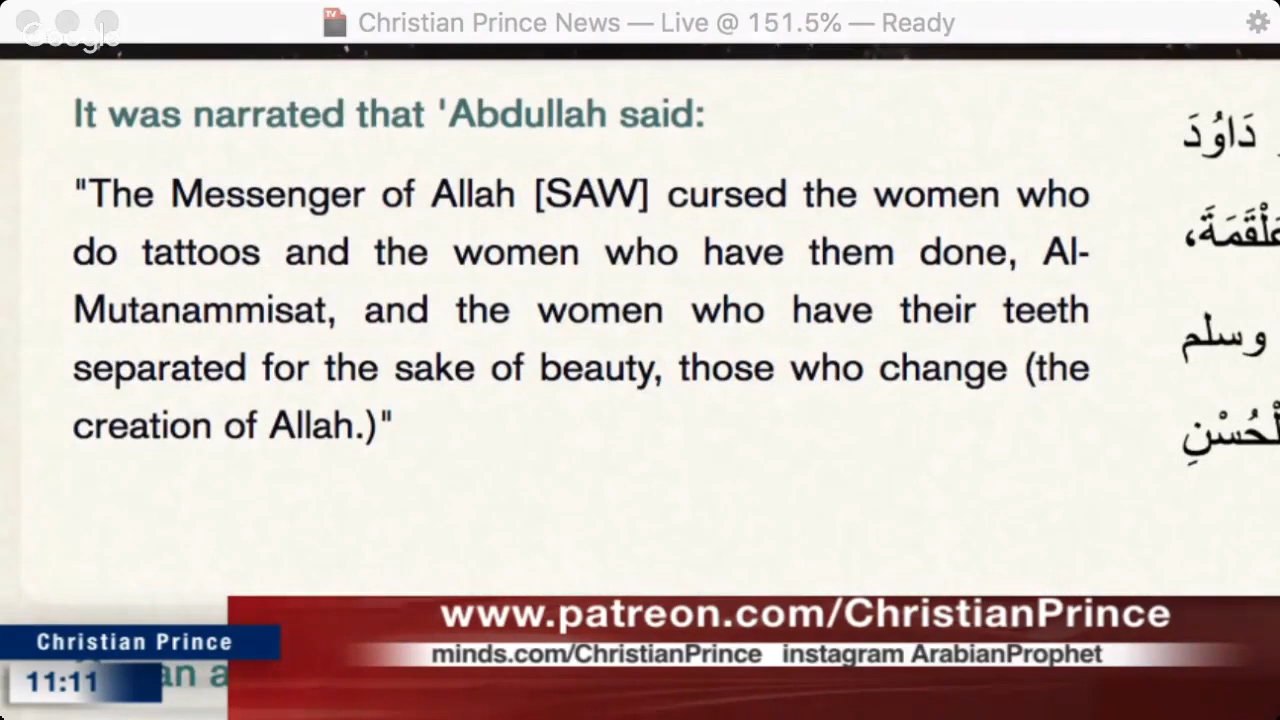 Christian Prince News — Live @ 151.5% — Ready
Google
It was narrated that 'Abdullah said:
"The Messenger of Allah [SAW] cursed the women who
do tattoos and the women who have them done, Al-
Mutanammisat, and the women who have their teeth
separated for the sake of beauty, those who change (the
creation of Allah.)"
دَاوُدَ
عَلْقَمَةَ،
وسلم
لْحُسْنِ
www.patreon.com/ChristianPrince
Christian Prince
minds.com/ChristianPrince instagram ArabianProphet
11:11
an a